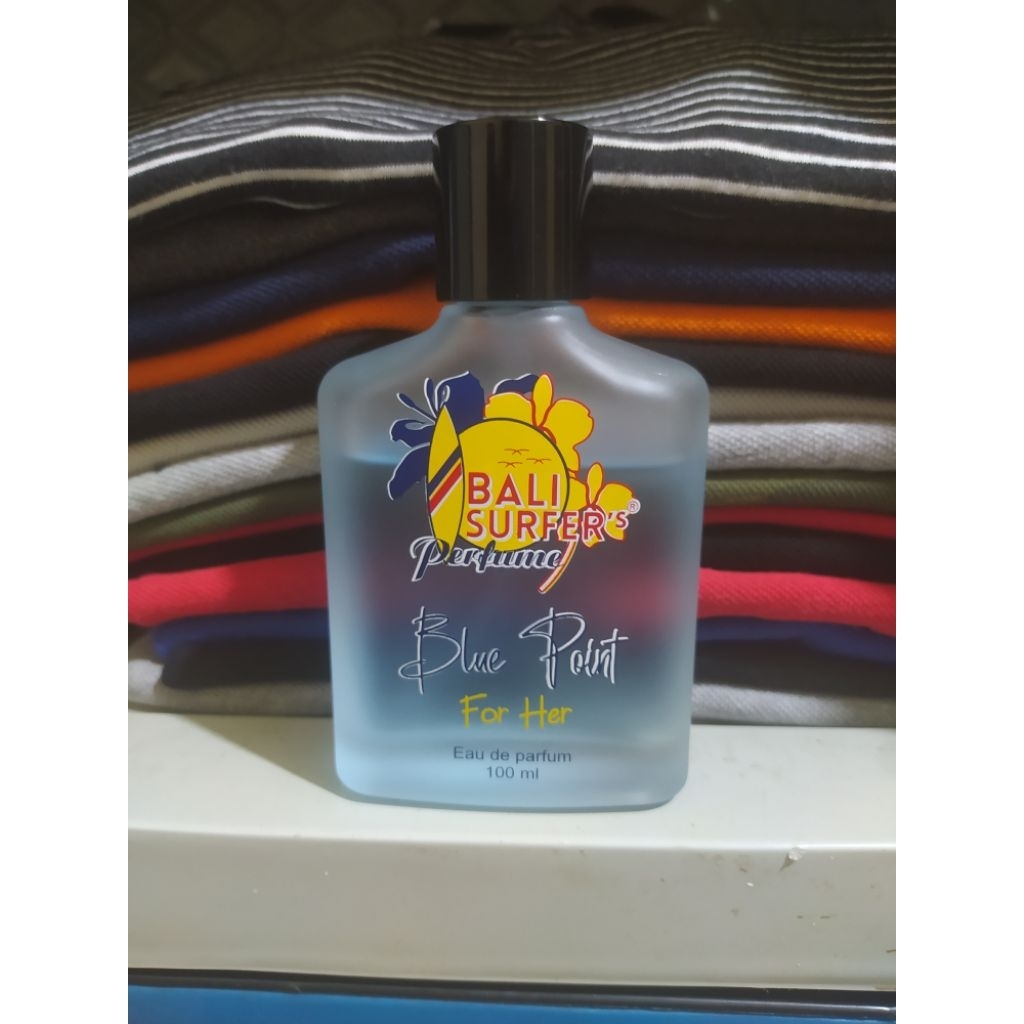 BALI
SURFER'S®
Perfume
Blue Point
For Her
Eau de parfum
100 ml